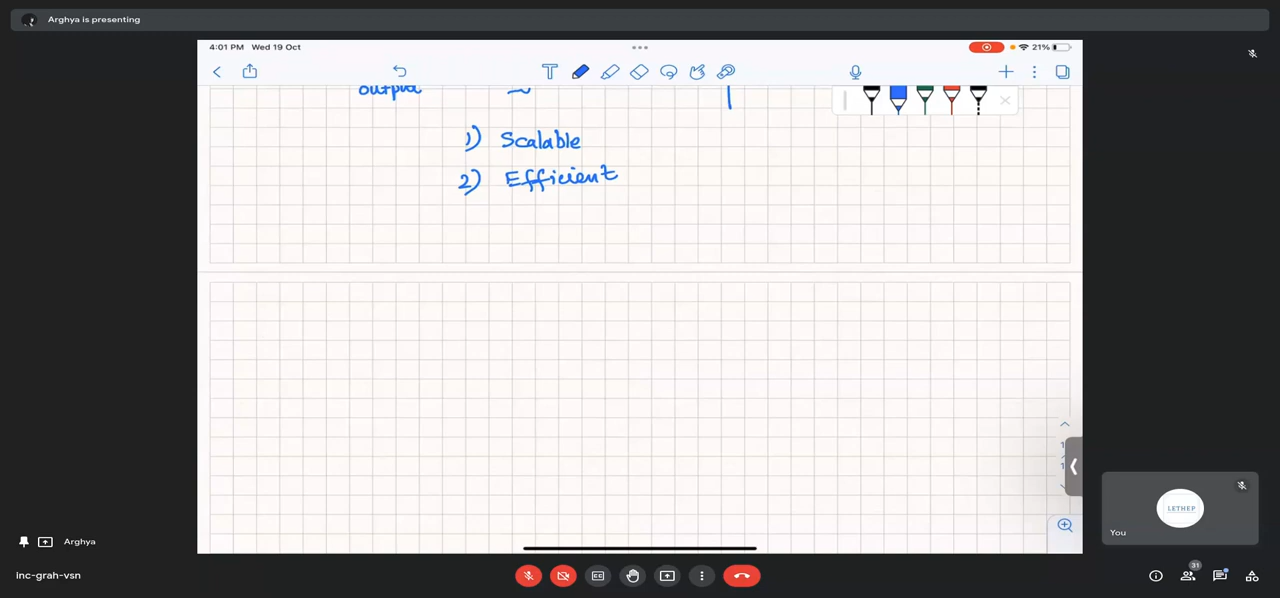 Arghya is presenting
4:01 PM Wed 19 Oct
21%
output
1) Scalable
2) Efficient
LETHEP
You
Arghya
inc-grah-vsn
31